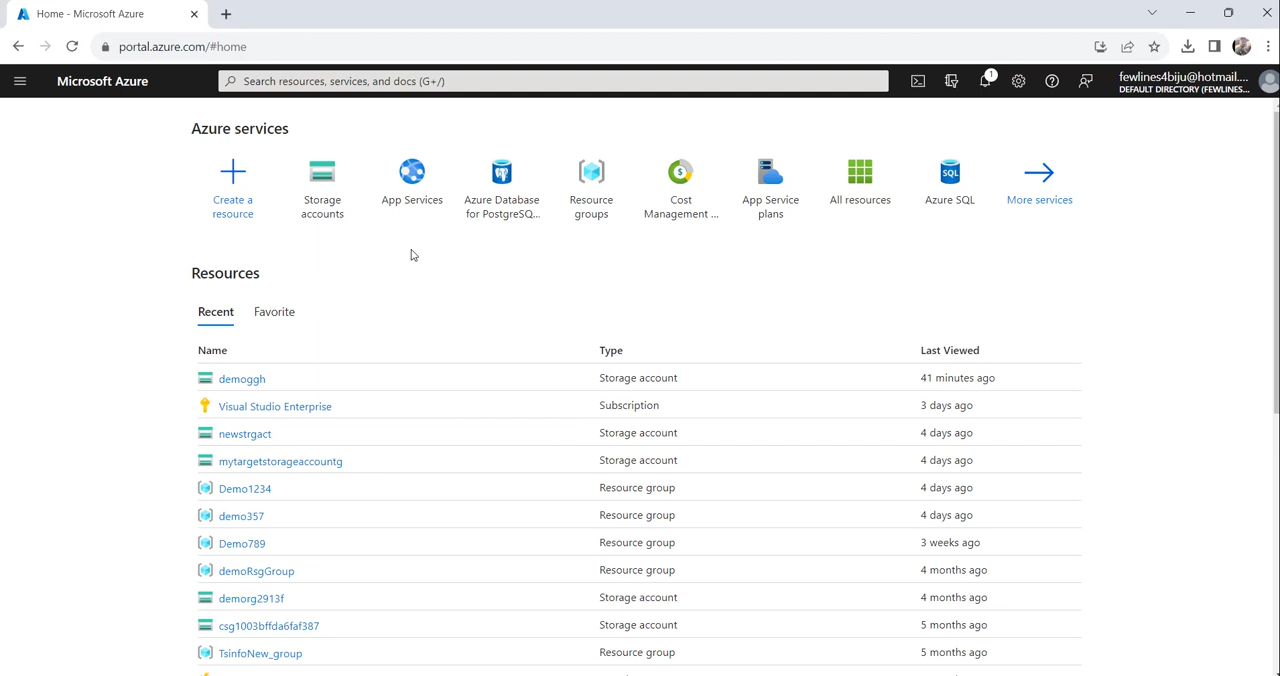 Home - Microsoft Azure
portal.azure.com/#home
Microsoft Azure
Search resources, services, and docs (G+/)
1
fewlines4biju@hotmail....
DEFAULT DIRECTORY (FEWLINES...
Azure services
Create a resource
Storage accounts
App Services
Azure Database for PostgreSQ...
Resource groups
Cost Management ...
App Service plans
All resources
SQL
Azure SQL
More services
Resources
Recent Favorite
Name Type Last Viewed
demoggh Storage account 41 minutes ago
Visual Studio Enterprise Subscription 3 days ago
newstrgact Storage account 4 days ago
mytargetstorageaccountg Storage account 4 days ago
Demo1234 Resource group 4 days ago
demo357 Resource group 4 days ago
Demo789 Resource group 3 weeks ago
demoRsgGroup Resource group 4 months ago
demorg2913f Storage account 4 months ago
csg1003bffda6faf387 Storage account 5 months ago
TsinfoNew_group Resource group 5 months ago